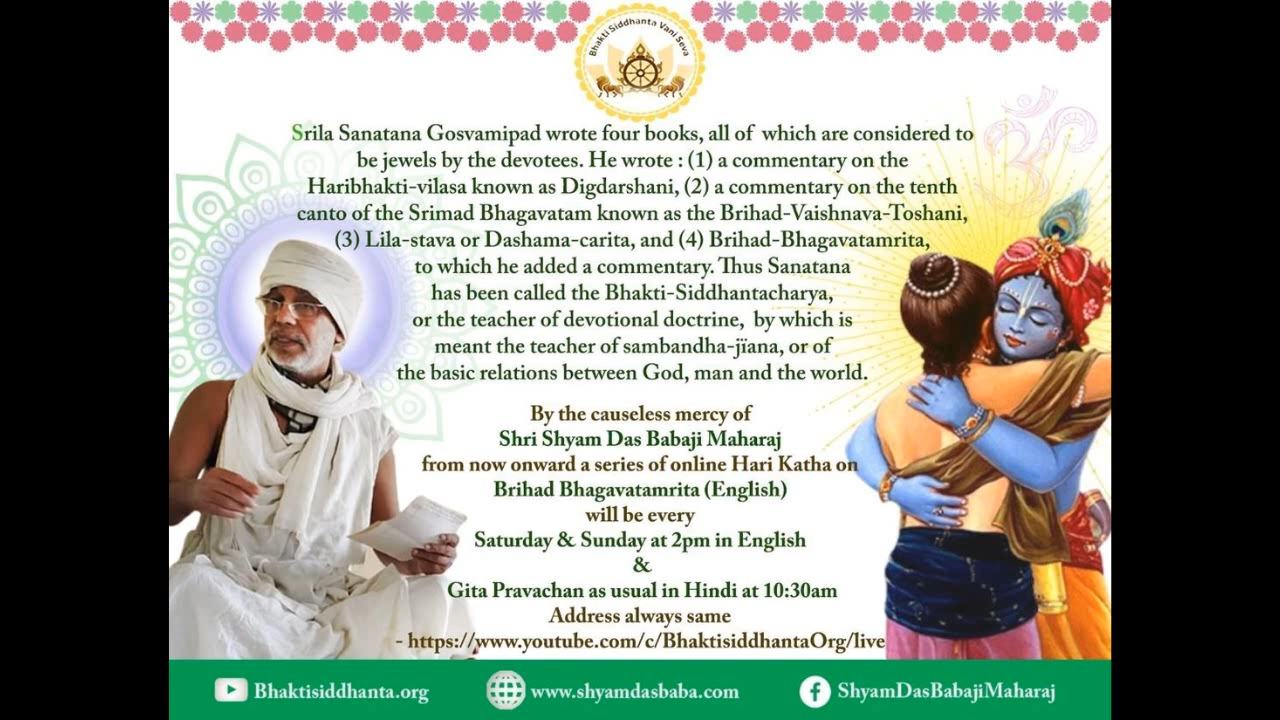 Bhakti Siddhanta Vani Seva
Srila Sanatana Gosvamipad wrote four books, all of which are considered to
be jewels by the devotees. He wrote : (1) a commentary on the
Haribhakti-vilasa known as Digdarshani, (2) a commentary on the tenth
canto of the Srimad Bhagavatam known as the Brihad-Vaishnava-Toshani,
(3) Lila-stava or Dashama-carita, and (4) Brihad-Bhagavatamrita,
to which he added a commentary. Thus Sanatana
has been called the Bhakti-Siddhantacharya,
or the teacher of devotional doctrine, by which is
meant the teacher of sambandha-jïana, or of
the basic relations between God, man and the world.
By the causeless mercy of
Shri Shyam Das Babaji Maharaj
from now onward a series of online Hari Katha on
Brihad Bhagavatamrita (English)
will be every
Saturday & Sunday at 2pm in English
&
Gita Pravachan as usual in Hindi at 10:30am
Address always same
- https://www.youtube.com/c/BhaktisiddhantaOrg/live
Bhaktisiddhanta.org
www.shyamdasbaba.com
ShyamDasBabajiMaharaj
ॐ